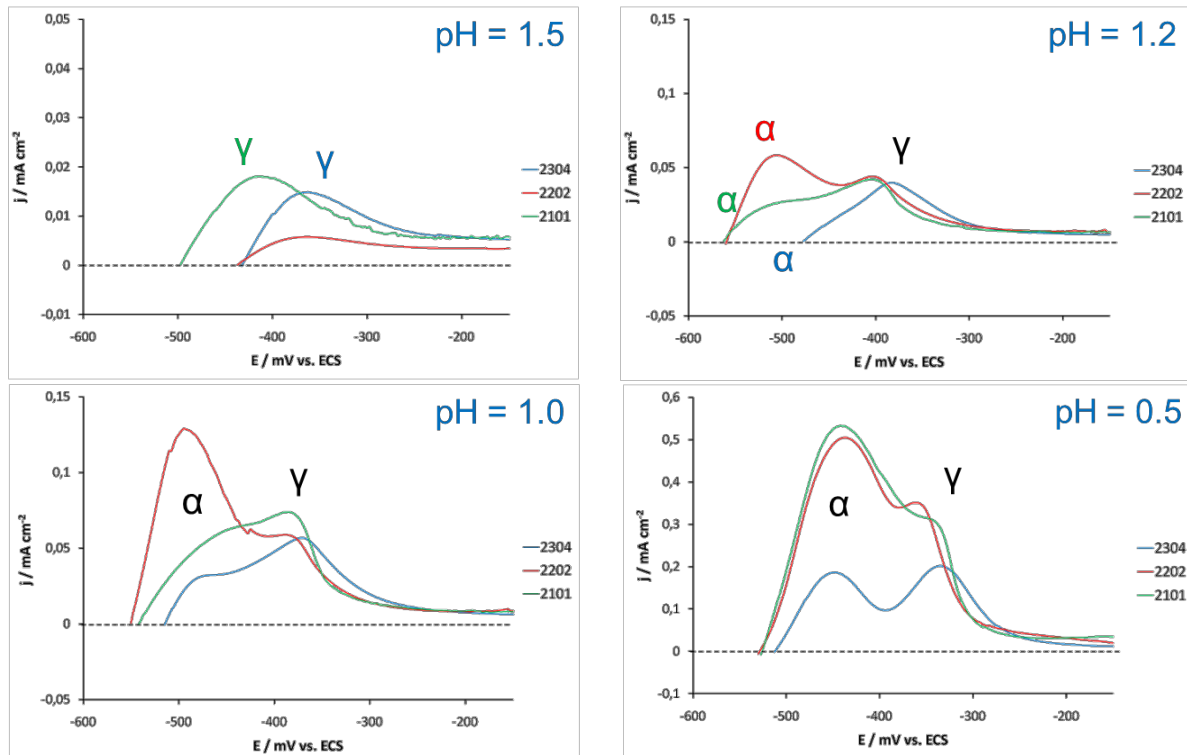 pH = 1.5
γ
γ
0,05
0,04
0,03
0,02
0,01
0
-0,01
j / mA cm-2
-600
-500
-400
-300
-200
E / mV vs. ECS
2304
2202
2101
pH = 1.2
α
γ
α
α
0,15
0,1
0,05
0
-0,05
j / mA cm-2
-600
-500
-400
-300
-200
E / mV vs. ECS
2304
2202
2101
pH = 1.0
α
γ
0,15
0,1
0,05
0
-0,05
j / mA cm-2
-600
-500
-400
-300
-200
E / mV vs. ECS
2304
2202
2101
pH = 0.5
α
γ
0,6
0,5
0,4
0,3
0,2
0,1
0
-0,1
j / mA cm-2
-600
-500
-400
-300
-200
E / mV vs. ECS
2304
2202
2101